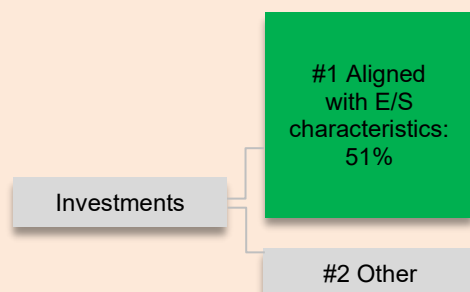 #1 Aligned
with E/S
characteristics:
51%
Investments
#2 Other